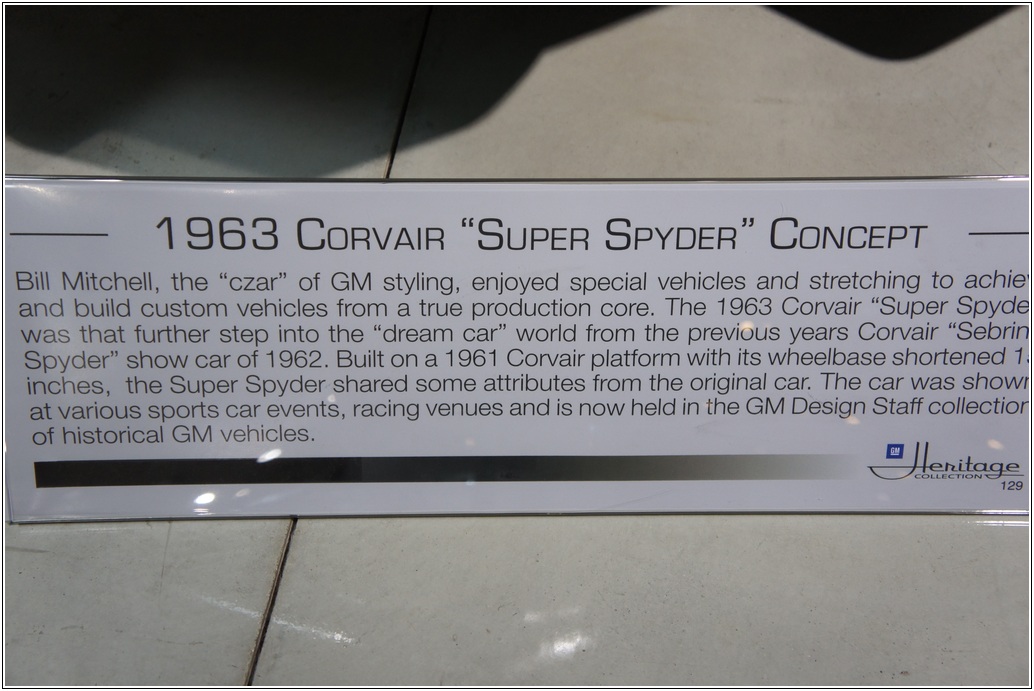 1963 CORVAIR “SUPER SPYDER” CONCEPT
Bill Mitchell, the “czar” of GM styling, enjoyed special vehicles and stretching to
and build custom vehicles from a true production core. The 1963 Corvair “Super
was that further step into the “dream car” world from the previous years Corvair
Spyder” show car of 1962. Built on a 1961 Corvair platform with its wheelbase shortened
inches, the Super Spyder shared some attributes from the original car. The car was
at various sports car events, racing venues and is now held in the GM Design Staff
of historical GM vehicles.
GM Heritage
COLLECTION
129